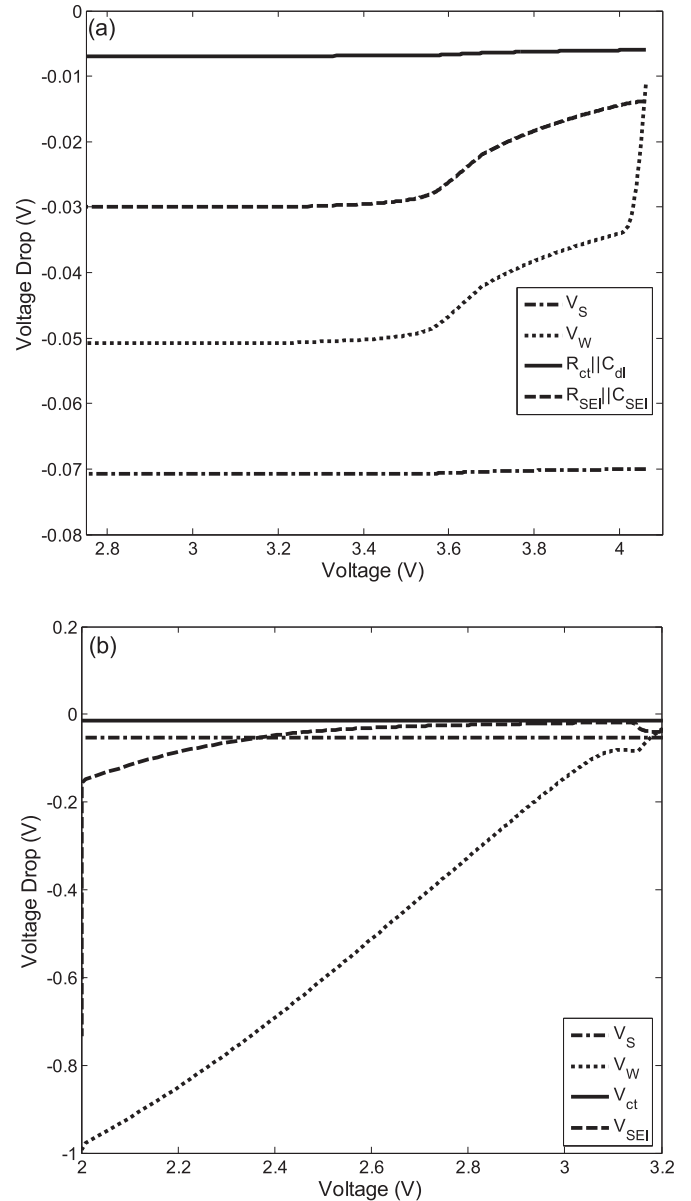 (a)
0
-0.01
-0.02
-0.03
-0.04
-0.05
-0.06
-0.07
-0.08
Voltage Drop (V)
2.8 3 3.2 3.4 3.6 3.8 4
Voltage (V)
V_S
V_W
R_ct||C_dl
R_SEI||C_SEI
(b)
0.2
0
-0.2
-0.4
-0.6
-0.8
-1
Voltage Drop (V)
2 2.2 2.4 2.6 2.8 3 3.2
Voltage (V)
V_S
V_W
V_ct
V_SEI